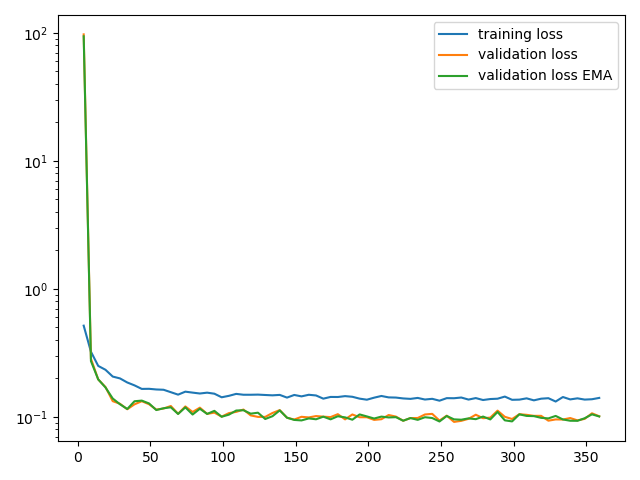 training loss
validation loss
validation loss EMA
10²
10¹
10⁰
10⁻¹
0 50 100 150 200 250 300 350